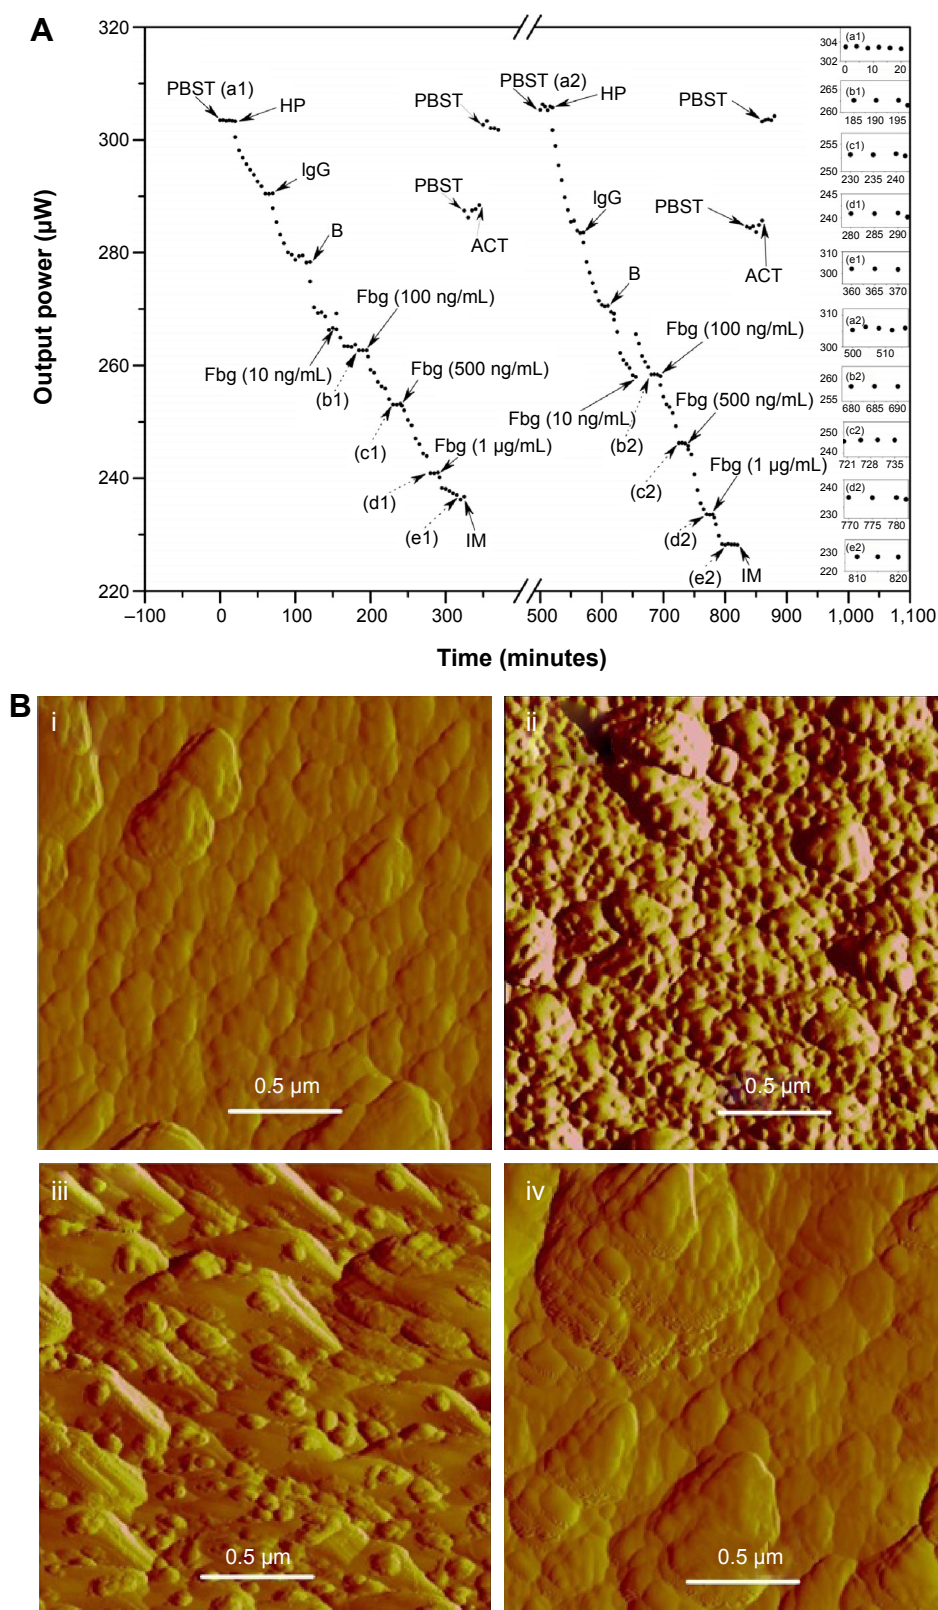 A
Output power (µW)
320
300
280
260
240
220
–100
0
100
200
300
400
500
600
700
800
900
1,000
1,100
Time (minutes)
PBST (a1)
HP
IgG
B
Fbg (10 ng/mL)
Fbg (100 ng/mL)
(b1)
Fbg (500 ng/mL)
(c1)
Fbg (1 µg/mL)
(d1)
(e1)
IM
PBST
ACT
PBST
PBST (a2)
HP
IgG
B
Fbg (10 ng/mL)
Fbg (100 ng/mL)
(b2)
Fbg (500 ng/mL)
(c2)
Fbg (1 µg/mL)
(d2)
(e2)
IM
PBST
ACT
PBST
(a1)
304
302
0 10 20
(b1)
265
260
185 190 195
(c1)
255
250
230 235 240
(d1)
245
240
280 285 290
(e1)
310
300
360 365 370
(a2)
310
300
500 510
(b2)
260
255
680 685 690
(c2)
250
240
721 728 735
(d2)
240
230
770 775 780
(e2)
230
220
810 820
B
i
0.5 µm
ii
0.5 µm
iii
0.5 µm
iv
0.5 µm